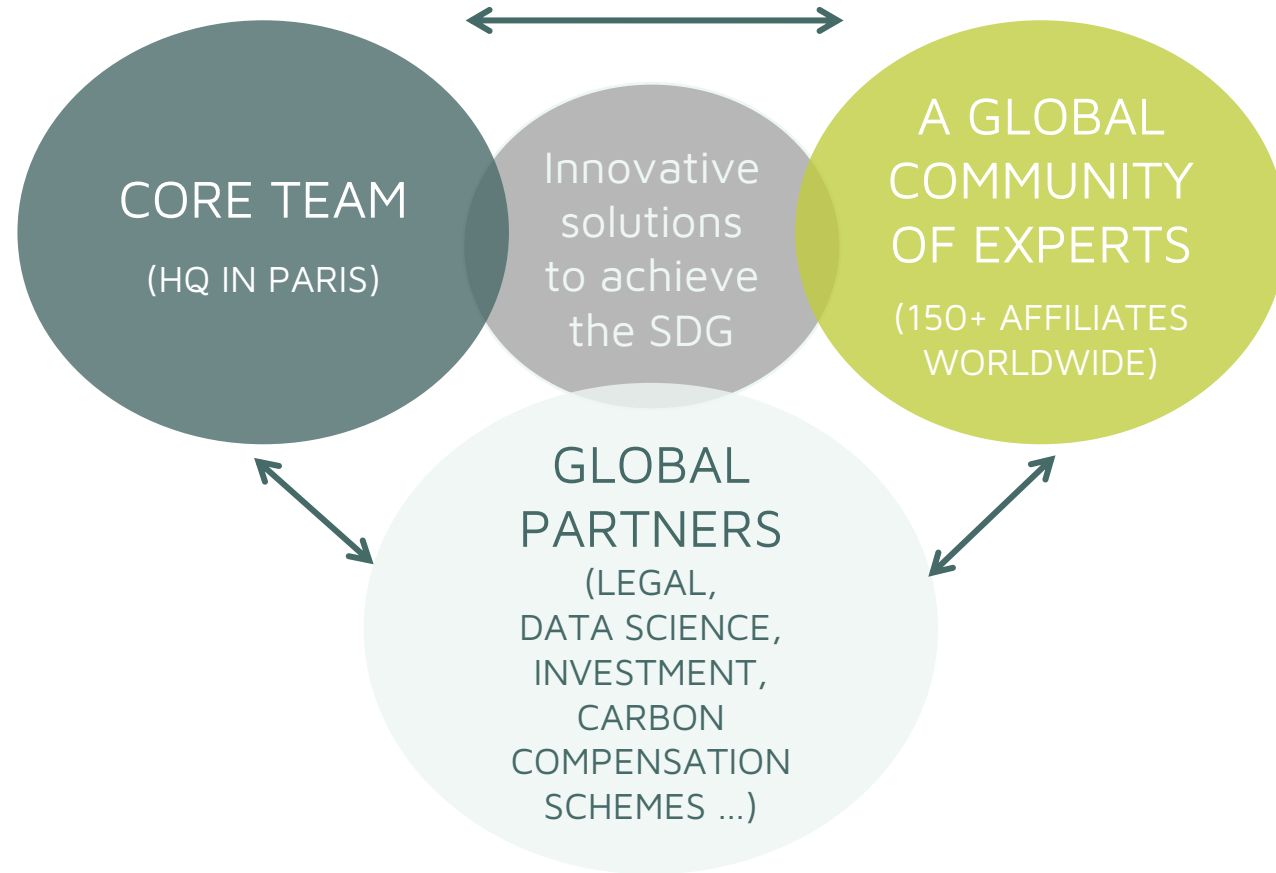 CORE TEAM
(HQ IN PARIS)
Innovative
solutions
to achieve
the SDG
A GLOBAL
COMMUNITY
OF EXPERTS
(150+ AFFILIATES
WORLDWIDE)
GLOBAL
PARTNERS
(LEGAL,
DATA SCIENCE,
INVESTMENT,
CARBON
COMPENSATION
SCHEMES ...)